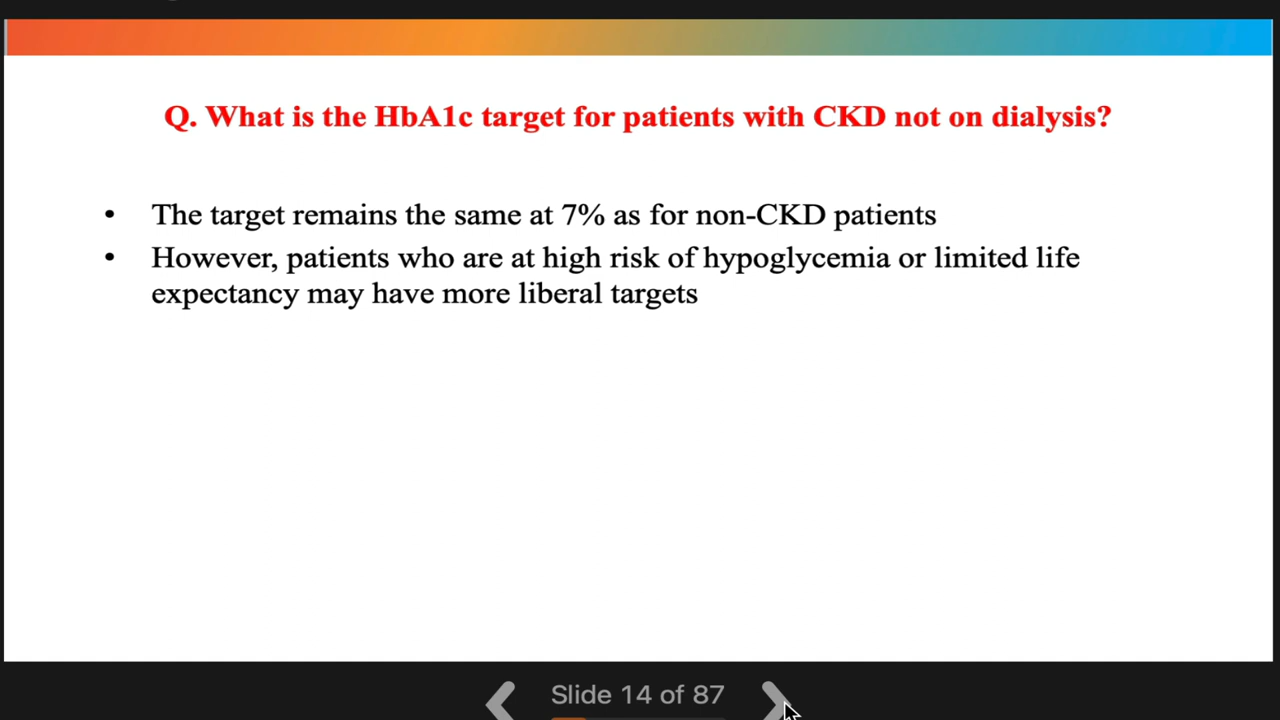 Q. What is the HbA1c target for patients with CKD not on dialysis?
• The target remains the same at 7% as for non-CKD patients
• However, patients who are at high risk of hypoglycemia or limited life
expectancy may have more liberal targets
Slide 14 of 87